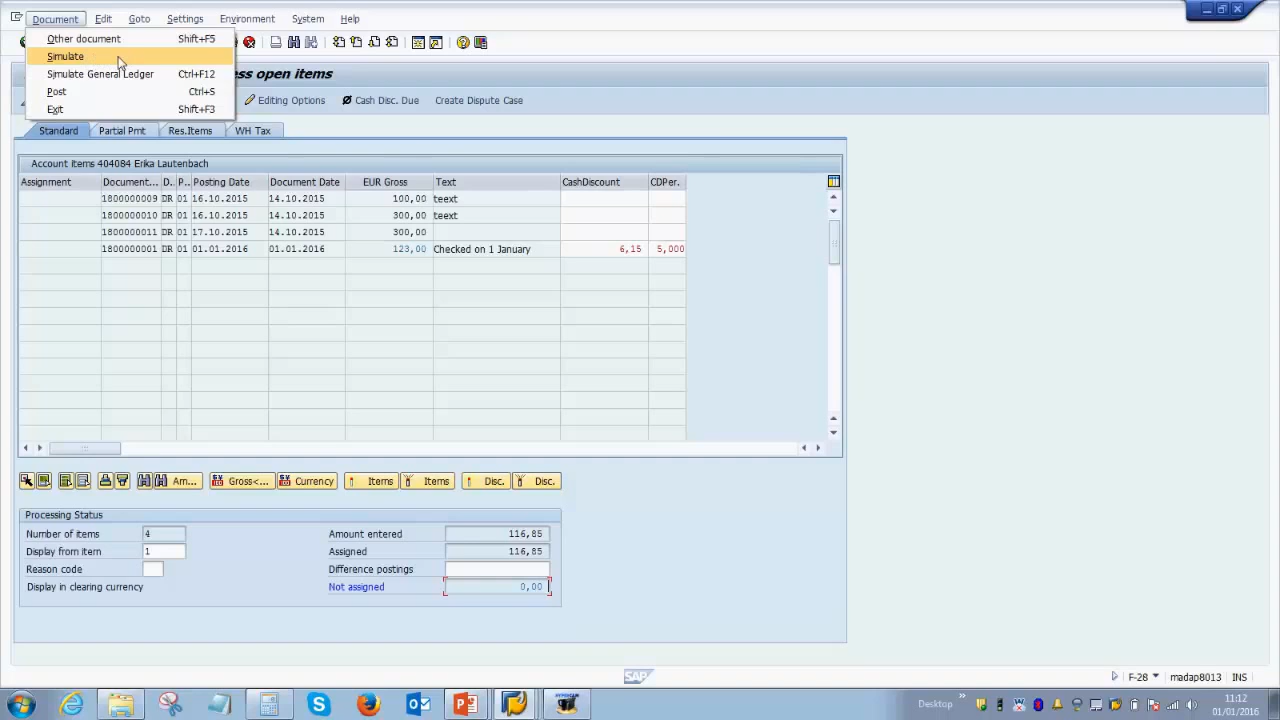 Document Edit Goto Settings Environment System Help
Other document Shift+F5
Simulate
Simulate General Ledger Ctrl+F12
Post Ctrl+S
Exit Shift+F3
ss open items
Editing Options Cash Disc. Due Create Dispute Case
Standard Partial Pmt Res.Items WH Tax
Account items 404084 Erika Lautenbach
Assignment Document... D.. P.. Posting Date Document Date EUR Gross Text CashDiscount CDPer.
1800000009 DR 01 16.10.2015 14.10.2015 100,00 teext
1800000010 DR 01 16.10.2015 14.10.2015 300,00 teext
1800000011 DR 01 17.10.2015 14.10.2015 300,00
1800000001 DR 01 01.01.2016 01.01.2016 123,00 Checked on 1 January 6,15 5,000
Am... Gross<... Currency Items Items Disc. Disc.
Processing Status
Number of items 4 Amount entered 116,85
Display from item 1 Assigned 116,85
Reason code Difference postings
Display in clearing currency Not assigned 0,00
SAP
F-28 madap8013 INS
Desktop 11:12
01/01/2016